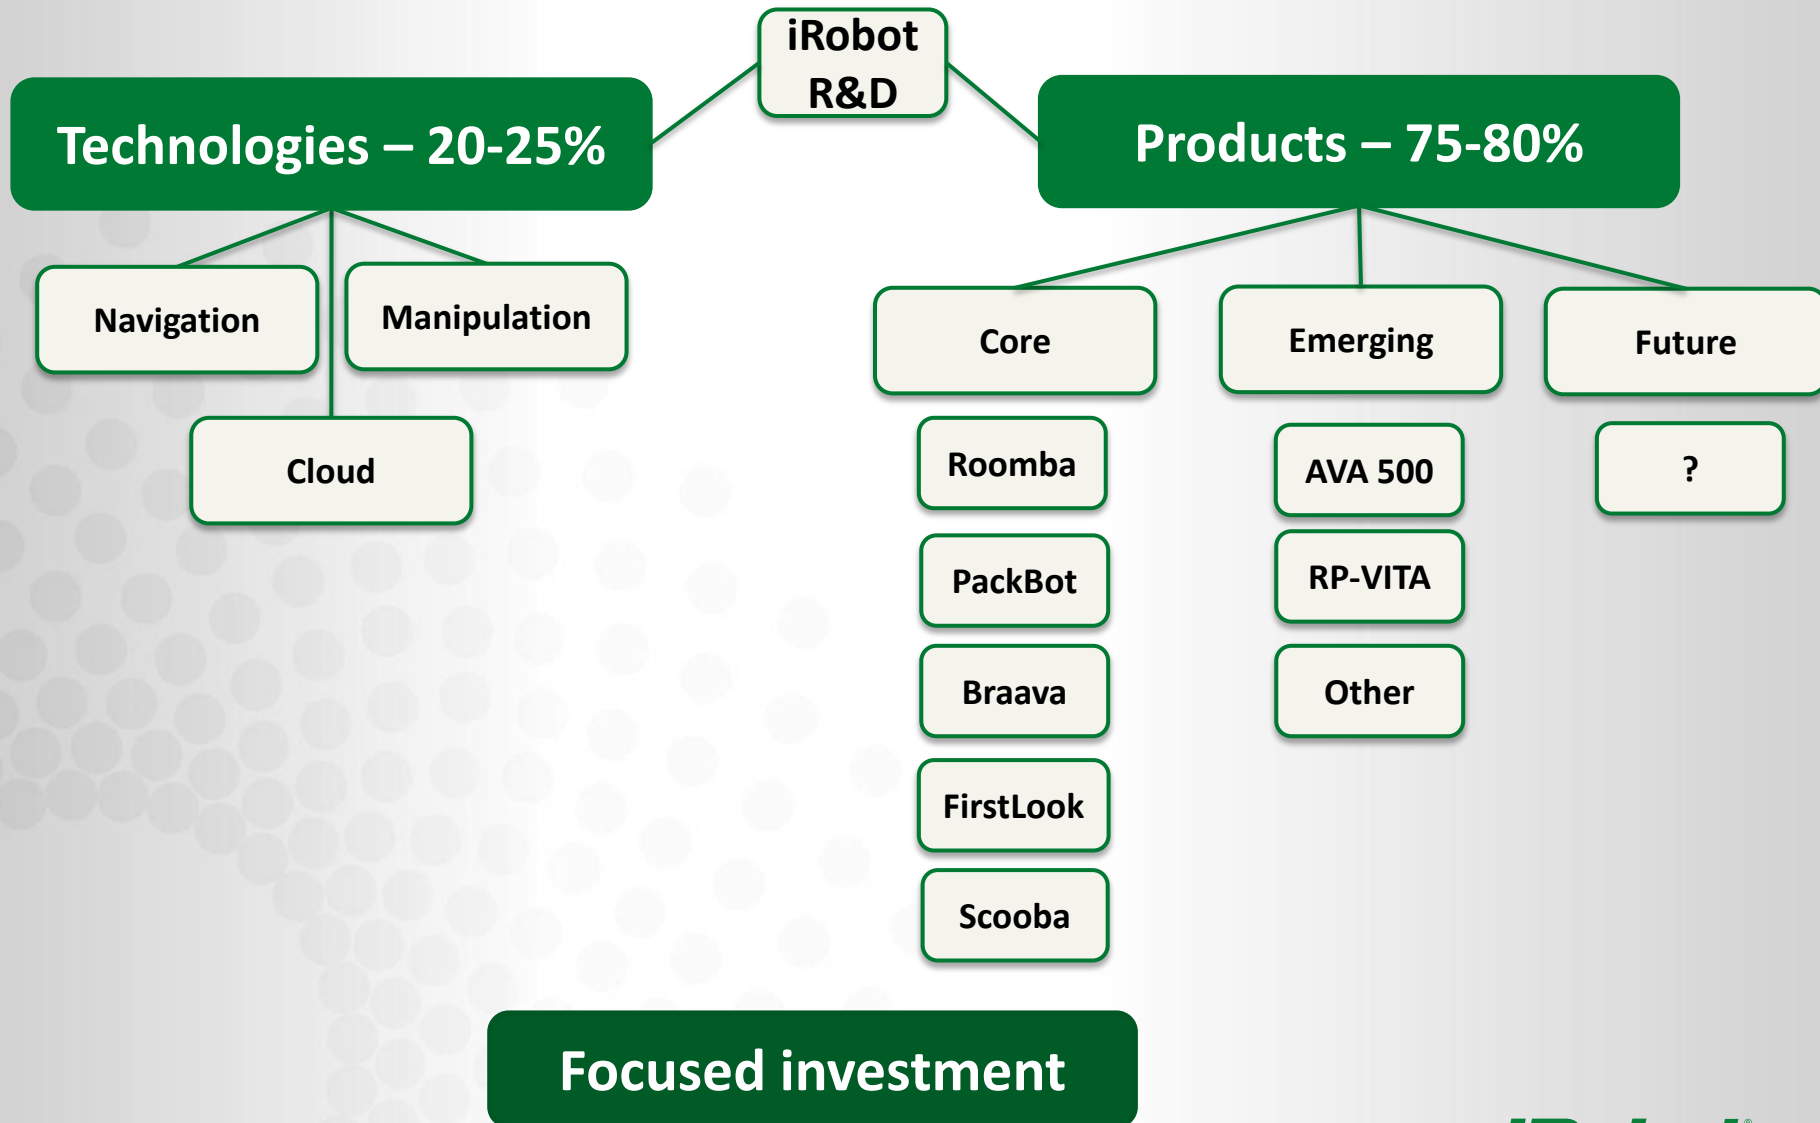 iRobot
R&D
Technologies – 20-25%
Products – 75-80%
Navigation
Manipulation
Cloud
Core
Emerging
Future
Roomba
AVA 500
?
PackBot
RP-VITA
Braava
Other
FirstLook
Scooba
Focused investment